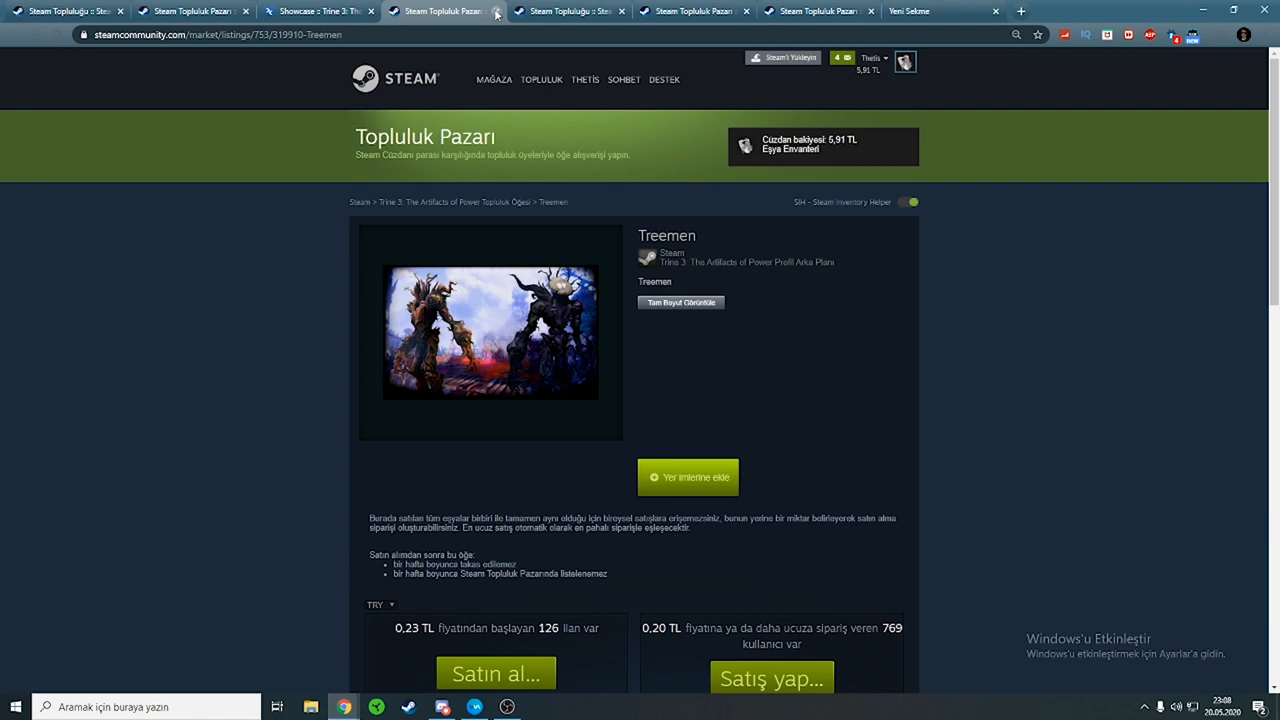 Steam Topluluğu :: Ste
Steam Topluluk Pazarı :
Showcase :: Trine 3: The
Steam Topluluk Pazarı
Steam Topluluğu :: Stea
Steam Topluluk Pazarı ::
Steam Topluluk Pazarı ::
Yeni Sekme
steamcommunity.com/market/listings/753/319910-Treemen
STEAM
MAĞAZA TOPLULUK THETİS SOHBET DESTEK
Steam'i Yükleyin
4
Thetis
5,91 TL
Topluluk Pazarı
Steam Cüzdanı parası karşılığında topluluk üyeleriyle öğe alışverişi yapın.
Cüzdan bakiyesi: 5,91 TL
Eşya Envanteri
Steam > Trine 3: The Artifacts of Power Topluluk Öğesi > Treemen
SIH - Steam Inventory Helper
Treemen
Steam
Trine 3: The Artifacts of Power Profil Arka Planı
Treemen
Tam Boyut Görüntüle
Yer imlerine ekle
Burada satılan tüm eşyalar birbiri ile tamamen aynı olduğu için bireysel satışlara erişemezsiniz, bunun yerine bir miktar belirleyerek satın alma
siparişi oluşturabilirsiniz. En ucuz satış otomatik olarak en pahalı siparişle eşleşecektir.
Satın alımdan sonra bu öğe:
bir hafta boyunca takas edilemez
bir hafta boyunca Steam Topluluk Pazarında listelenemez
TRY
0,23 TL fiyatından başlayan 126 ilan var
Satın al...
0,20 TL fiyatına ya da daha ucuza sipariş veren 769
kullanıcı var
Satış yap...
Windows'u Etkinleştir
Windows'u etkinleştirmek için Ayarlar'a gidin.
Aramak için buraya yazın
23:08
20.05.2020
2